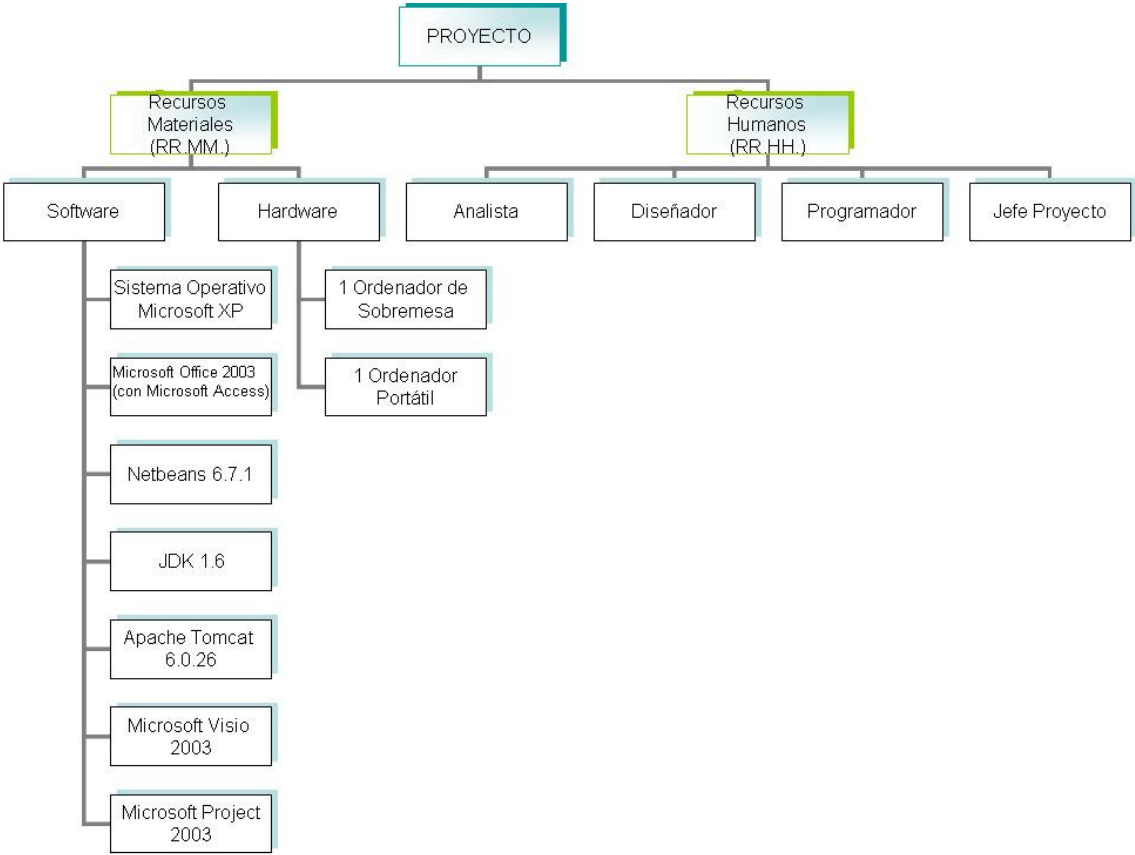 PROYECTO
Recursos
Materiales
(RR.MM.)
Recursos
Humanos
(RR.HH.)
Software
Hardware
Analista
Diseñador
Programador
Jefe Proyecto
Sistema Operativo
Microsoft XP
1 Ordenador de
Sobremesa
Microsoft Office 2003
(con Microsoft Access)
1 Ordenador
Portátil
Netbeans 6.7.1
JDK 1.6
Apache Tomcat
6.0.26
Microsoft Visio
2003
Microsoft Project
2003